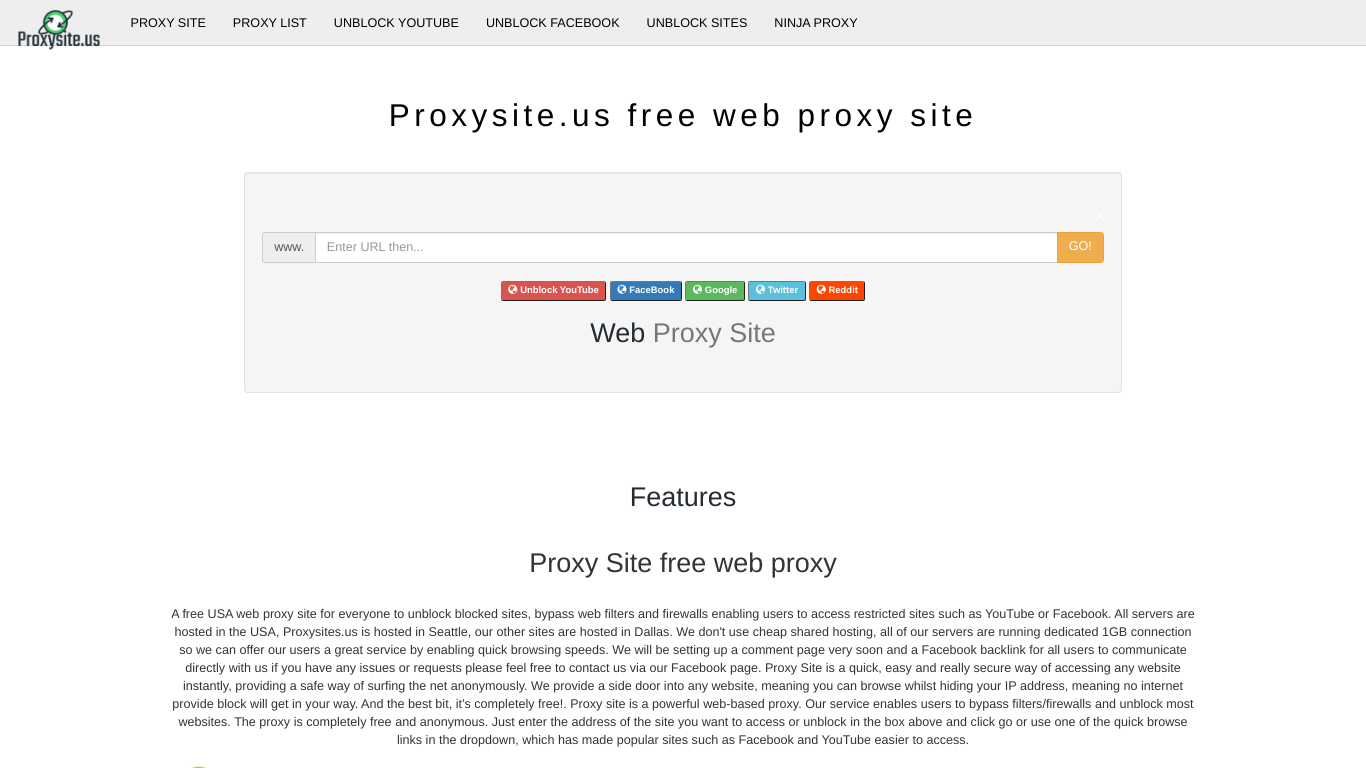 Proxysite.us
PROXY SITE PROXY LIST UNBLOCK YOUTUBE UNBLOCK FACEBOOK UNBLOCK SITES NINJA PROXY
Proxysite.us free web proxy site
x
www. Enter URL then... GO!
Unblock YouTube FaceBook Google Twitter Reddit
Web Proxy Site
Features
Proxy Site free web proxy
A free USA web proxy site for everyone to unblock blocked sites, bypass web filters and firewalls enabling users to access restricted sites such as YouTube or Facebook. All servers are
hosted in the USA, Proxysites.us is hosted in Seattle, our other sites are hosted in Dallas. We don't use cheap shared hosting, all of our servers are running dedicated 1GB connection
so we can offer our users a great service by enabling quick browsing speeds. We will be setting up a comment page very soon and a Facebook backlink for all users to communicate
directly with us if you have any issues or requests please feel free to contact us via our Facebook page. Proxy Site is a quick, easy and really secure way of accessing any website
instantly, providing a safe way of surfing the net anonymously. We provide a side door into any website, meaning you can browse whilst hiding your IP address, meaning no internet
provide block will get in your way. And the best bit, it's completely free!. Proxy site is a powerful web-based proxy. Our service enables users to bypass filters/firewalls and unblock most
websites. The proxy is completely free and anonymous. Just enter the address of the site you want to access or unblock in the box above and click go or use one of the quick browse
links in the dropdown, which has made popular sites such as Facebook and YouTube easier to access.